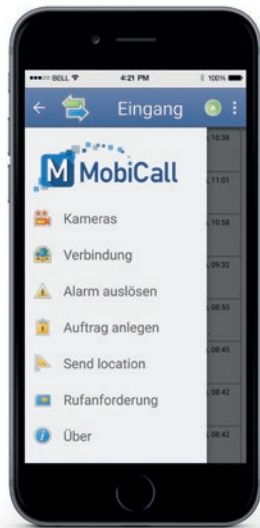 BELL 4:21 PM 100%
Eingang
, 10:38
M MobiCall
, 11:01
Kameras
, 10:58
Verbindung
, 09:32
Alarm auslösen
, 08:55
Auftrag anlegen
Send location
, 08:45
Rufanforderung
, 08:42
Über
, 08:42